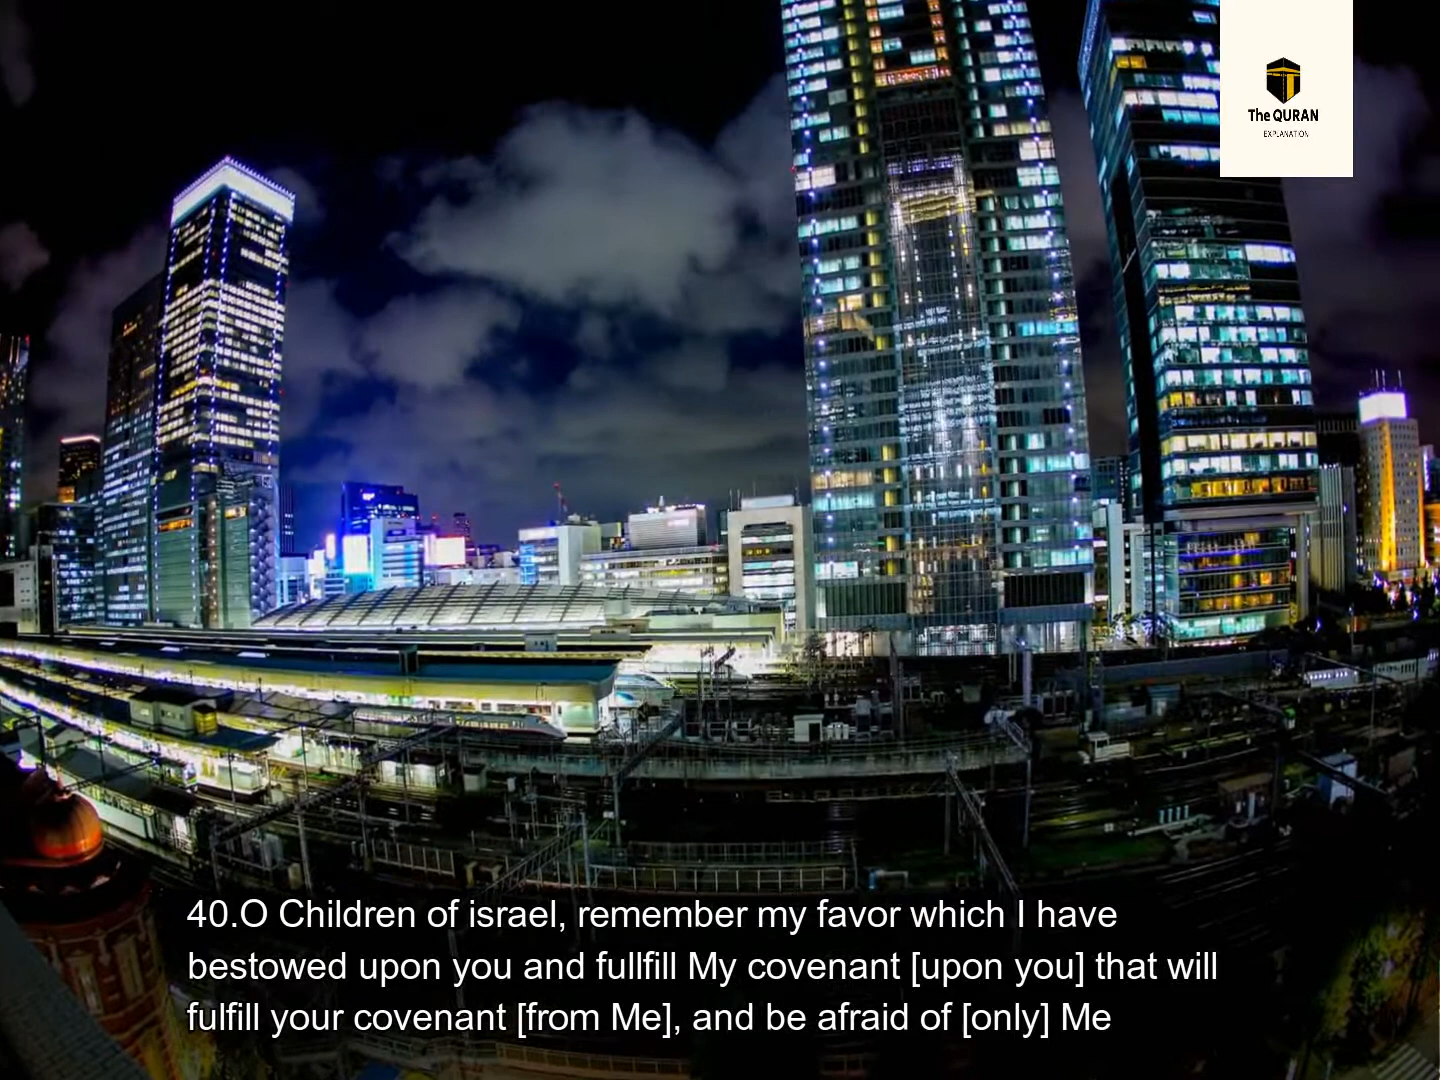 The QURAN
EXPLANATION
40.O Children of israel, remember my favor which I have
bestowed upon you and fullfill My covenant [upon you] that will
fulfill your covenant [from Me], and be afraid of [only] Me